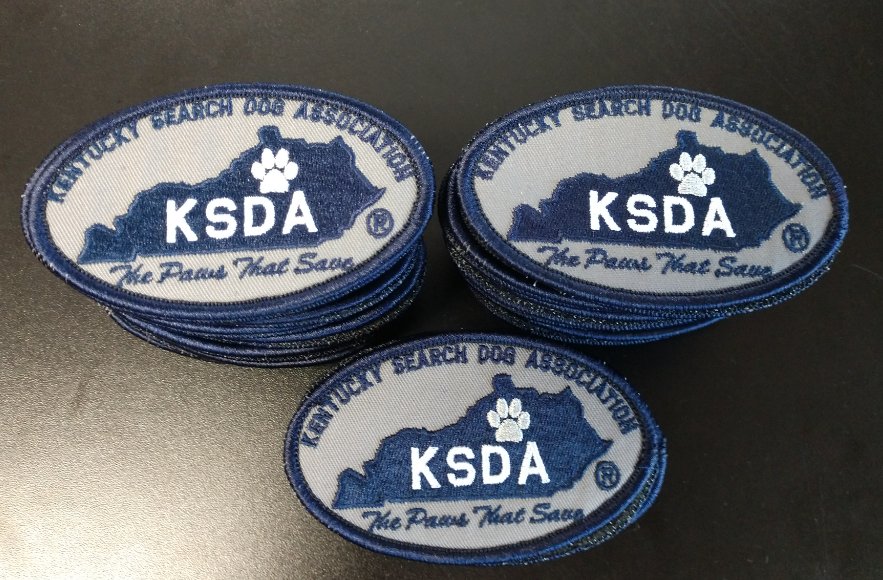 KENTUCKY SEARCH DOG ASSOCIATION
KSDA
®
The Paws That Save
KENTUCKY SEARCH DOG ASSOCIATION
KSDA
®
The Paws That Save
KENTUCKY SEARCH DOG ASSOCIATION
KSDA
®
The Paws That Save